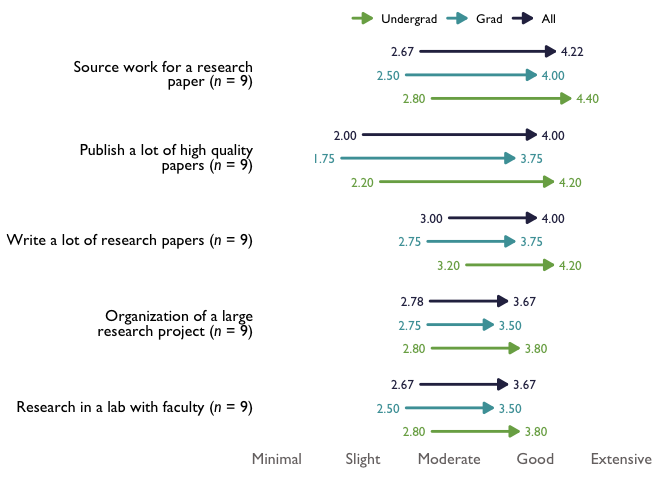 Undergrad Grad All
2.67 4.22
Source work for a research
paper (n = 9)
2.50 4.00
2.80 4.40
2.00 4.00
Publish a lot of high quality
papers (n = 9)
1.75 3.75
2.20 4.20
3.00 4.00
Write a lot of research papers (n = 9)
2.75 3.75
3.20 4.20
2.78 3.67
Organization of a large
research project (n = 9)
2.75 3.50
2.80 3.80
2.67 3.67
Research in a lab with faculty (n = 9)
2.50 3.50
2.80 3.80
Minimal Slight Moderate Good Extensive